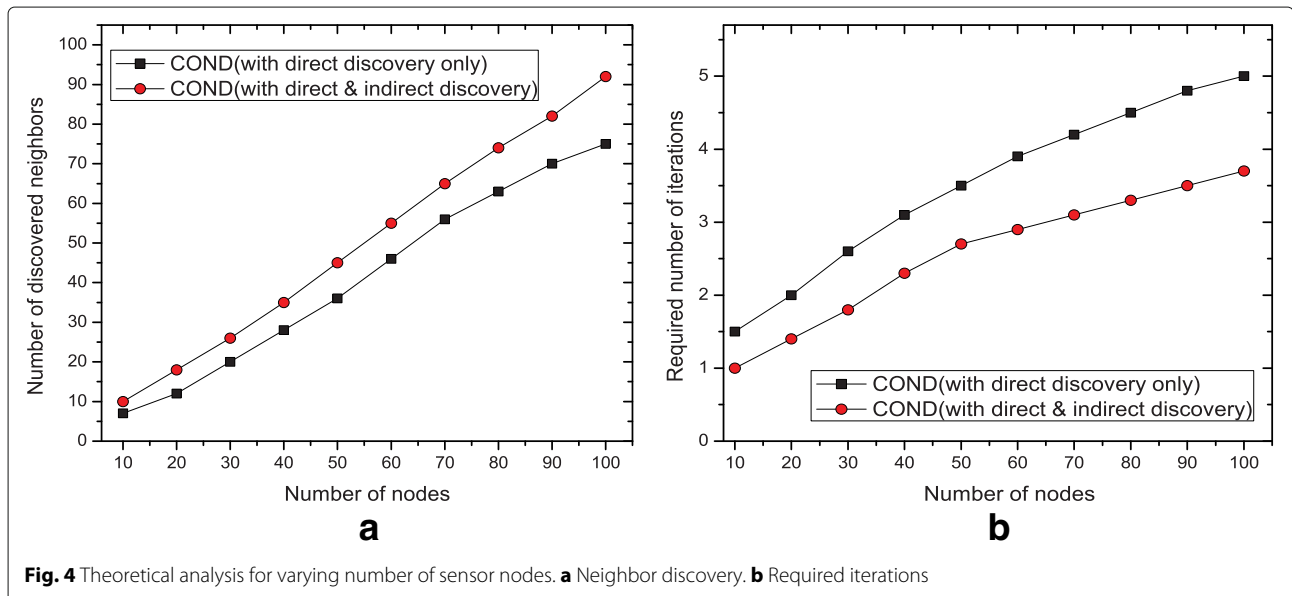 100
90
80
70
60
50
40
30
20
10
0
Number of discovered neighbors
COND(with direct discovery only)
COND(with direct & indirect discovery)
10 20 30 40 50 60 70 80 90 100
Number of nodes
a
5
4
3
2
1
0
Required number of iterations
COND(with direct discovery only)
COND(with direct & indirect discovery)
10 20 30 40 50 60 70 80 90 100
Number of nodes
b
Fig. 4 Theoretical analysis for varying number of sensor nodes. a Neighbor discovery. b Required iterations